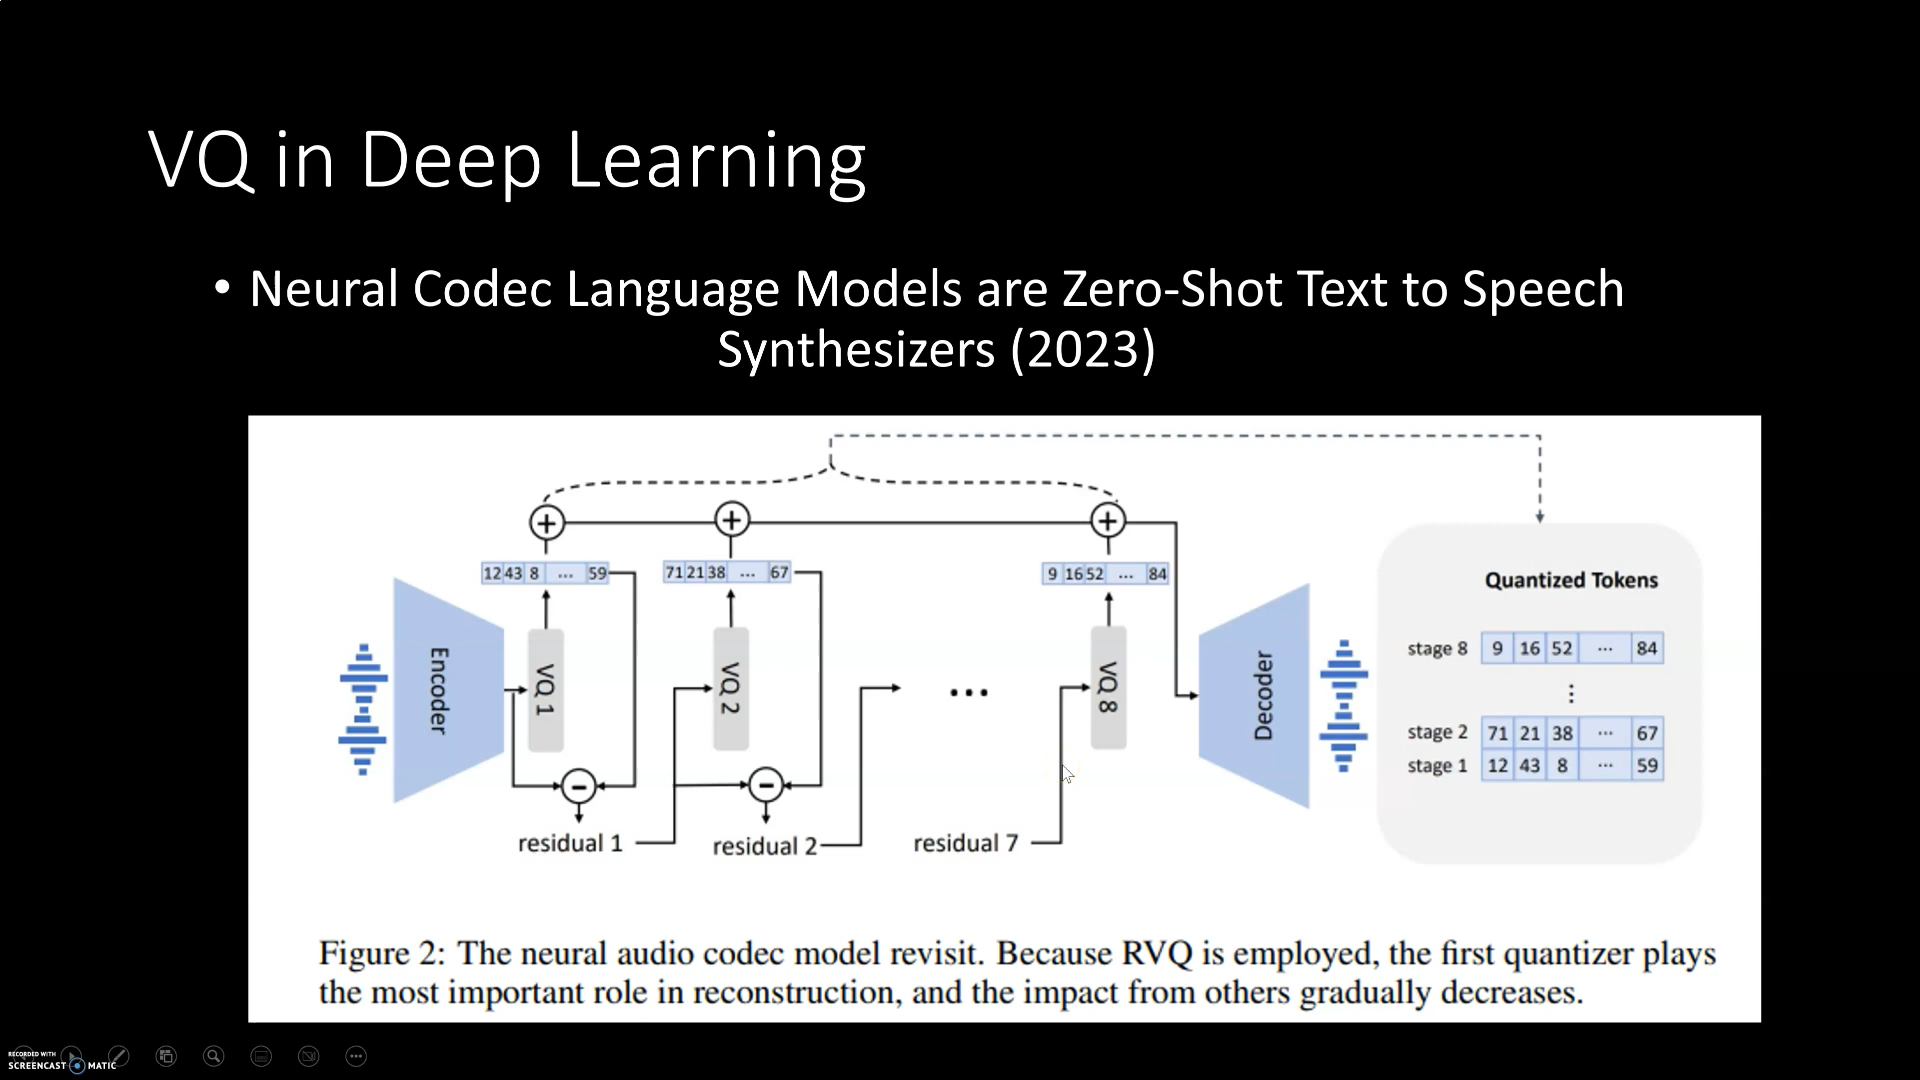 VQ in Deep Learning
• Neural Codec Language Models are Zero-Shot Text to Speech
Synthesizers (2023)
12 43 8 ... 59
71 21 38 ... 67
9 16 52 ... 84
Encoder
VQ 1
VQ 2
...
VQ 8
Decoder
residual 1
residual 2
residual 7
Quantized Tokens
stage 8 9 16 52 ... 84
⋮
stage 2 71 21 38 ... 67
stage 1 12 43 8 ... 59
Figure 2: The neural audio codec model revisit. Because RVQ is employed, the first quantizer plays
the most important role in reconstruction, and the impact from others gradually decreases.
RECORDED WITH
SCREENCAST MATIC